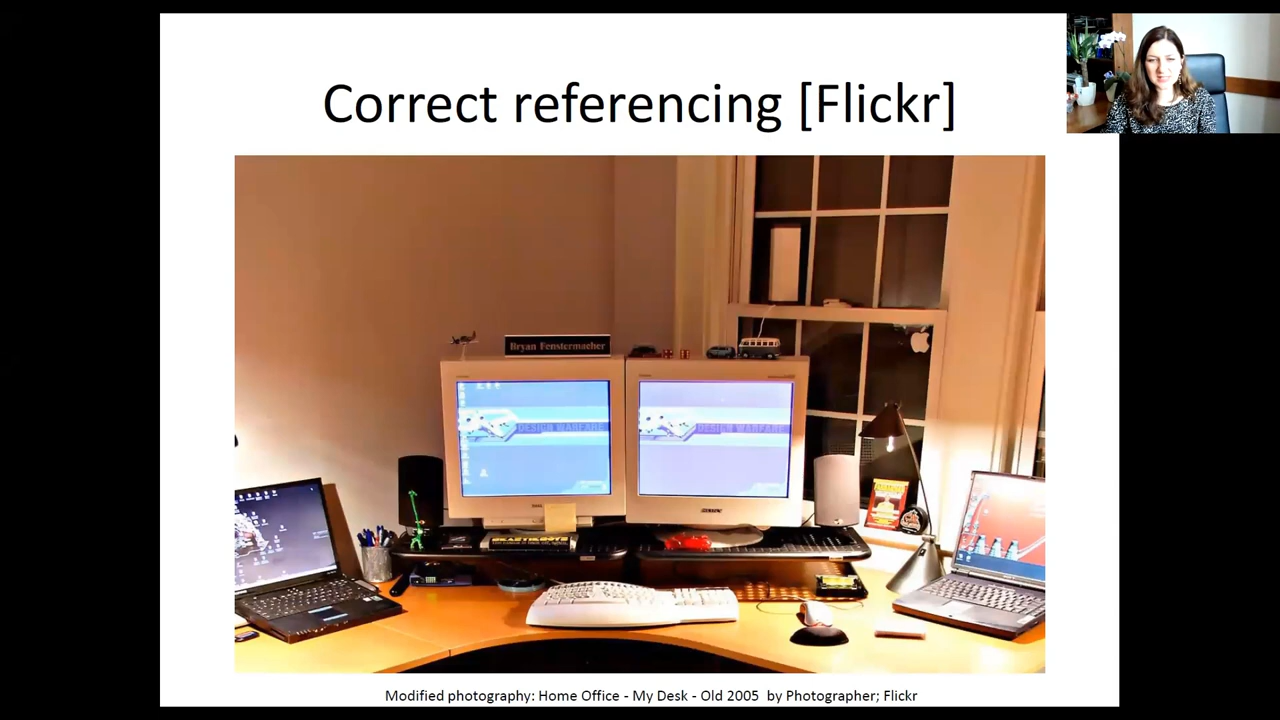 Correct referencing [Flickr]
Bryan Fenstermacher
DESIGN WARFARE
DESIGN WARFARE
SONY
Modified photography: Home Office - My Desk - Old 2005 by Photographer; Flickr